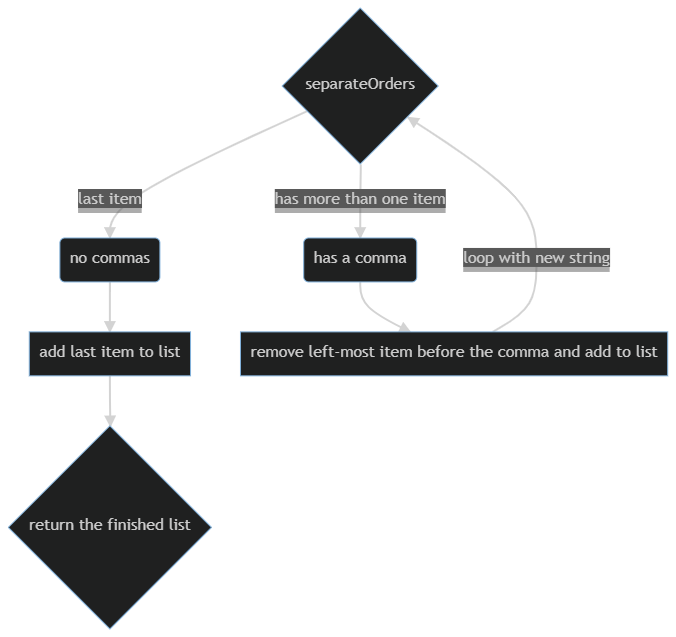 separateOrders
last item
has more than one item
no commas
has a comma
loop with new string
add last item to list
remove left-most item before the comma and add to list
return the finished list